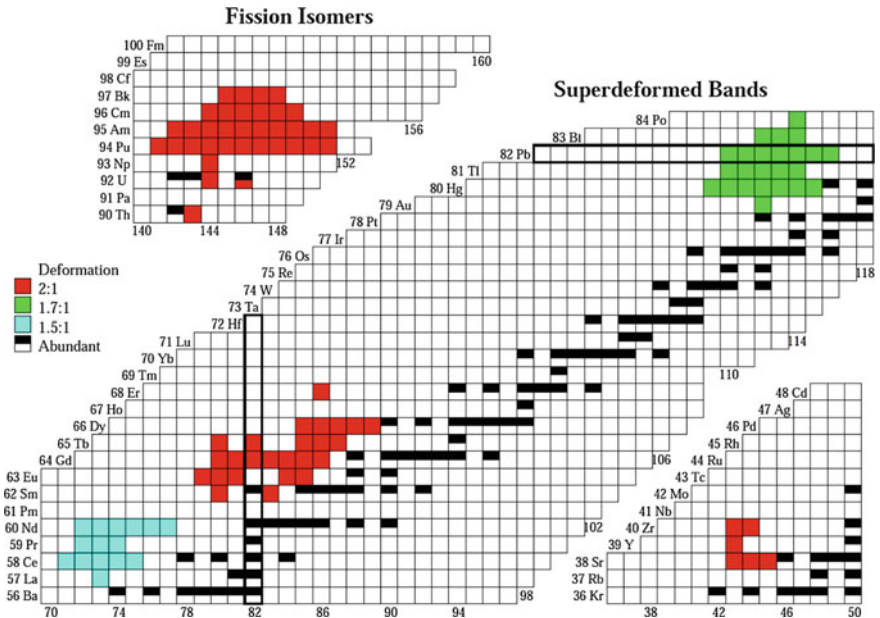 Fission Isomers
100 Fm
160
99 Es
98 Cf
97 Bk
96 Cm
156
95 Am
94 Pu
152
93 Np
92 U
91 Pa
90 Th
140 144 148
Superdeformed Bands
84 Po
83 Bi
82 Pb
81 Tl
80 Hg
79 Au
78 Pt
77 Ir
76 Os
118
75 Re
74 W
73 Ta
72 Hf
114
71 Lu
70 Yb
110
69 Tm
68 Er
67 Ho
66 Dy
65 Tb
64 Gd
106
63 Eu
62 Sm
61 Pm
60 Nd
102
59 Pr
58 Ce
57 La
56 Ba
98
70 74 78 82 86 90 94
Deformation
2:1
1.7:1
1.5:1
Abundant
48 Cd
47 Ag
46 Pd
45 Rh
44 Ru
43 Tc
42 Mo
41 Nb
40 Zr
39 Y
38 Sr
37 Rb
36 Kr
38 42 46 50